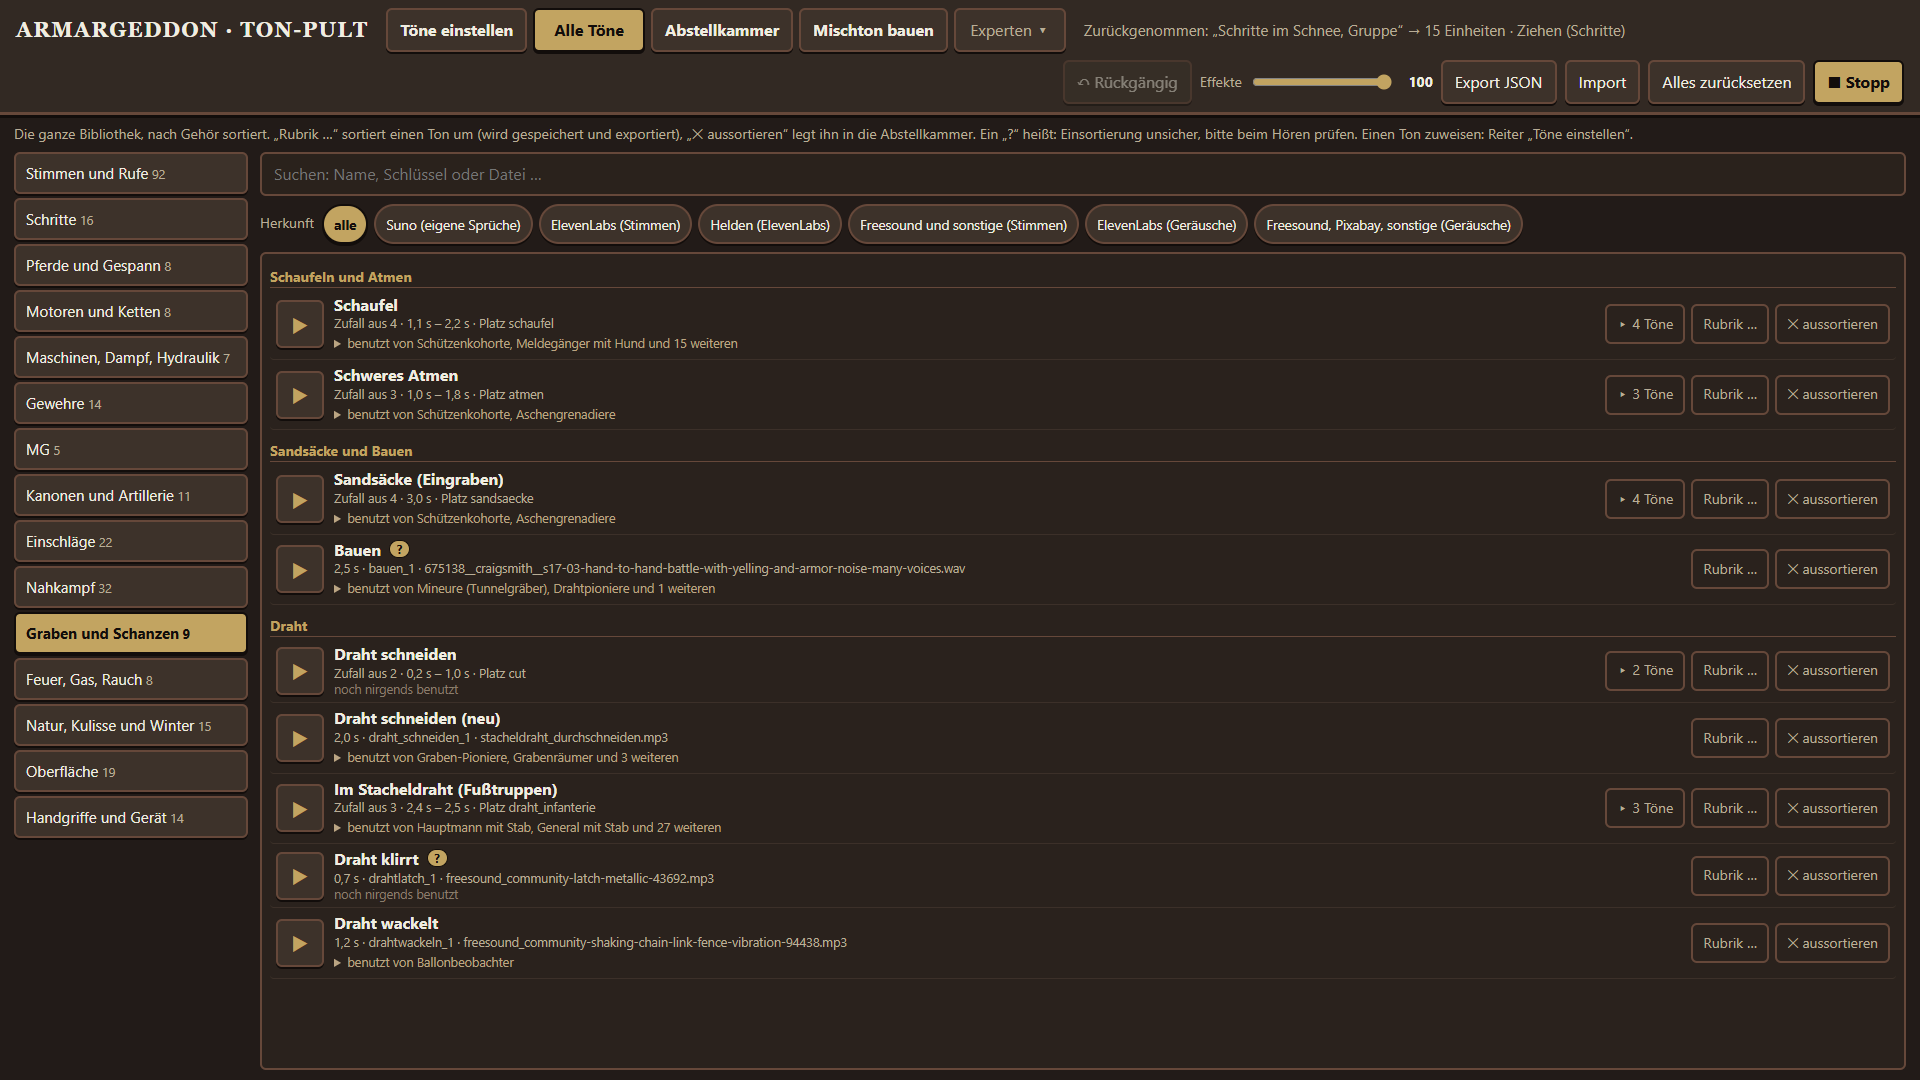 ARMARGEDDON · TON-PULT
Töne einstellen
Alle Töne
Abstellkammer
Mischton bauen
Experten ▾
Zurückgenommen: „Schritte im Schnee, Gruppe“ → 15 Einheiten · Ziehen (Schritte)
↶ Rückgängig
Effekte
100
Export JSON
Import
Alles zurücksetzen
■ Stopp
Die ganze Bibliothek, nach Gehör sortiert. „Rubrik …“ sortiert einen Ton um (wird gespeichert und exportiert), „✕ aussortieren“ legt ihn in die Abstellkammer. Ein „?“ heißt: Einsortierung unsicher, bitte beim Hören prüfen. Einen Ton zuweisen: Reiter „Töne einstellen“.
Stimmen und Rufe 92
Schritte 16
Pferde und Gespann 8
Motoren und Ketten 8
Maschinen, Dampf, Hydraulik 7
Gewehre 14
MG 5
Kanonen und Artillerie 11
Einschläge 22
Nahkampf 32
Graben und Schanzen 9
Feuer, Gas, Rauch 8
Natur, Kulisse und Winter 15
Oberfläche 19
Handgriffe und Gerät 14
Suchen: Name, Schlüssel oder Datei …
Herkunft
alle
Suno (eigene Sprüche)
ElevenLabs (Stimmen)
Helden (ElevenLabs)
Freesound und sonstige (Stimmen)
ElevenLabs (Geräusche)
Freesound, Pixabay, sonstige (Geräusche)
Schaufeln und Atmen
Schaufel
Zufall aus 4 · 1,1 s – 2,2 s · Platz schaufel
▶ benutzt von Schützenkohorte, Meldegänger mit Hund und 15 weiteren
▸ 4 Töne
Rubrik …
✕ aussortieren
Schweres Atmen
Zufall aus 3 · 1,0 s – 1,8 s · Platz atmen
▶ benutzt von Schützenkohorte, Aschengrenadiere
▸ 3 Töne
Rubrik …
✕ aussortieren
Sandsäcke und Bauen
Sandsäcke (Eingraben)
Zufall aus 4 · 3,0 s · Platz sandsaecke
▶ benutzt von Schützenkohorte, Aschengrenadiere
▸ 4 Töne
Rubrik …
✕ aussortieren
Bauen ?
2,5 s · bauen_1 · 675138__craigsmith__s17-03-hand-to-hand-battle-with-yelling-and-armor-noise-many-voices.wav
▶ benutzt von Mineure (Tunnelgräber), Drahtpioniere und 1 weiteren
Rubrik …
✕ aussortieren
Draht
Draht schneiden
Zufall aus 2 · 0,2 s – 1,0 s · Platz cut
noch nirgends benutzt
▸ 2 Töne
Rubrik …
✕ aussortieren
Draht schneiden (neu)
2,0 s · draht_schneiden_1 · stacheldraht_durchschneiden.mp3
▶ benutzt von Graben-Pioniere, Grabenräumer und 3 weiteren
Rubrik …
✕ aussortieren
Im Stacheldraht (Fußtruppen)
Zufall aus 3 · 2,4 s – 2,5 s · Platz draht_infanterie
▶ benutzt von Hauptmann mit Stab, General mit Stab und 27 weiteren
▸ 3 Töne
Rubrik …
✕ aussortieren
Draht klirrt ?
0,7 s · drahtlatch_1 · freesound_community-latch-metallic-43692.mp3
noch nirgends benutzt
Rubrik …
✕ aussortieren
Draht wackelt
1,2 s · drahtwackeln_1 · freesound_community-shaking-chain-link-fence-vibration-94438.mp3
▶ benutzt von Ballonbeobachter
Rubrik …
✕ aussortieren